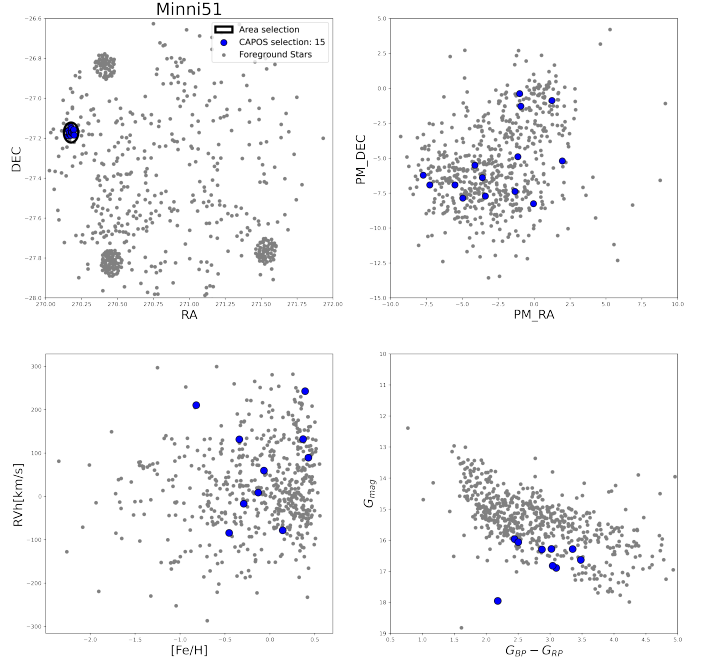 Minni51
Area selection
CAPOS selection: 15
Foreground Stars
−26.6
−26.8
−27.0
−27.2
−27.4
−27.6
−27.8
−28.0
DEC
270.00 270.25 270.50 270.75 271.00 271.25 271.50 271.75 272.00
RA
5.0
2.5
0.0
−2.5
−5.0
−7.5
−10.0
−12.5
−15.0
PM_DEC
−10.0 −7.5 −5.0 −2.5 0.0 2.5 5.0 7.5 10.0
PM_RA
300
200
100
0
−100
−200
−300
RVh[km/s]
−2.0 −1.5 −1.0 −0.5 0.0 0.5
[Fe/H]
10
11
12
13
14
15
16
17
18
19
G_mag
0.5 1.0 1.5 2.0 2.5 3.0 3.5 4.0 4.5 5.0
G_BP − G_RP